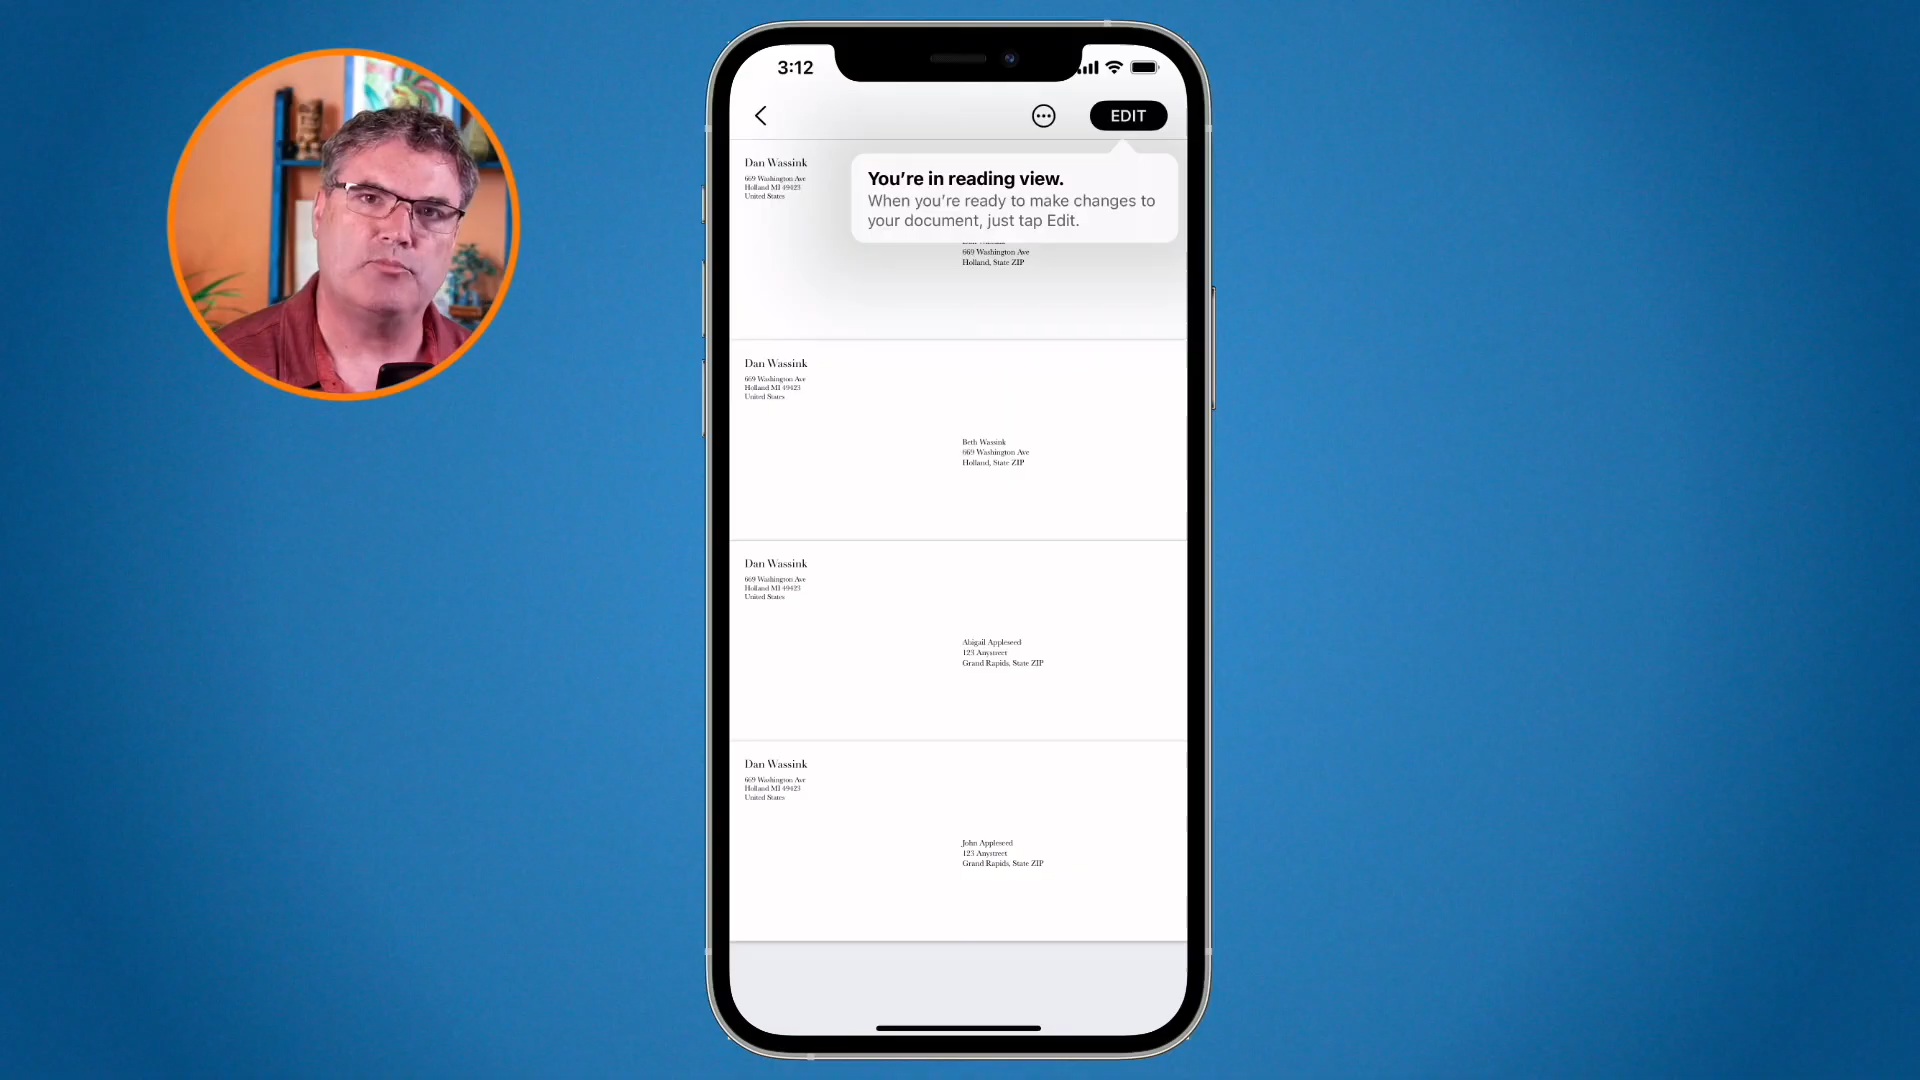 3:12
EDIT
You're in reading view.
When you're ready to make changes to
your document, just tap Edit.
Dan Wassink
669 Washington Ave
Holland MI 49423
United States
669 Washington Ave
Holland, State ZIP
Dan Wassink
669 Washington Ave
Holland MI 49423
United States
Beth Wassink
669 Washington Ave
Holland, State ZIP
Dan Wassink
669 Washington Ave
Holland MI 49423
United States
Abigail Appleseed
123 Anystreet
Grand Rapids, State ZIP
Dan Wassink
669 Washington Ave
Holland MI 49423
United States
John Appleseed
123 Anystreet
Grand Rapids, State ZIP